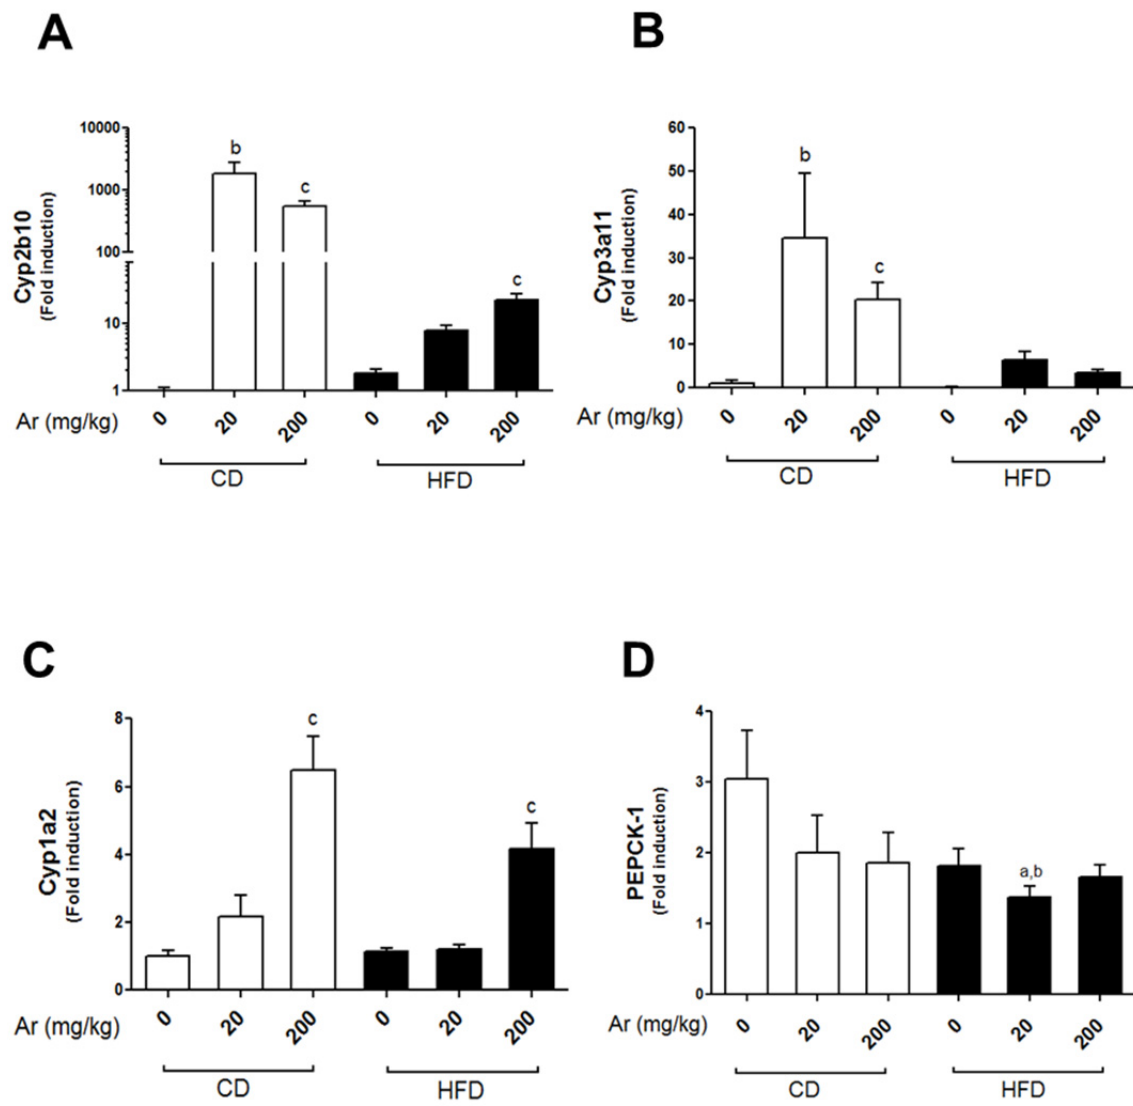 A
Cyp2b10
(Fold induction)
10000
1000
100
10
1
b
c
c
Ar (mg/kg)
0
20
200
0
20
200
CD
HFD
B
Cyp3a11
(Fold induction)
60
50
40
30
20
10
0
b
c
Ar (mg/kg)
0
20
200
0
20
200
CD
HFD
C
Cyp1a2
(Fold induction)
8
6
4
2
0
c
c
Ar (mg/kg)
0
20
200
0
20
200
CD
HFD
D
PEPCK-1
(Fold induction)
4
3
2
1
0
a,b
Ar (mg/kg)
0
20
200
0
20
200
CD
HFD